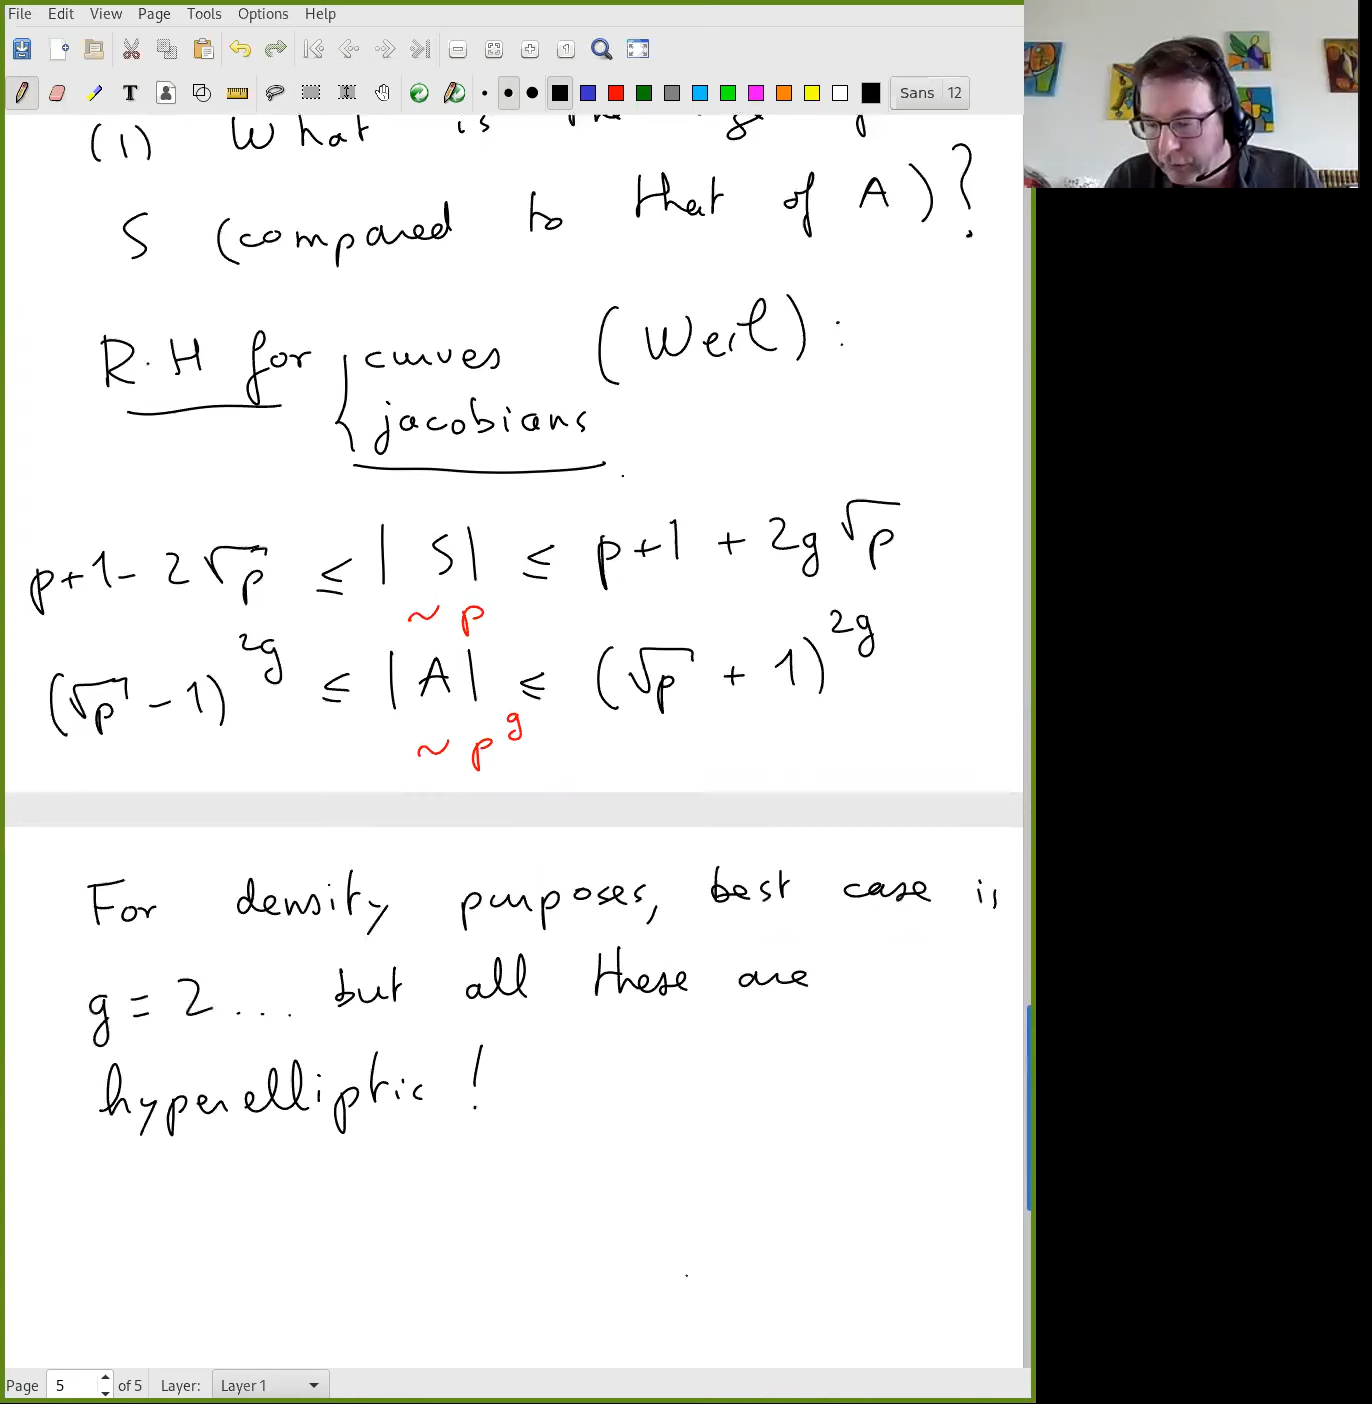 File Edit View Page Tools Options Help
T 1 Sans 12
(1) What is the
S (compared to that of A)?
R.H for { curves (Weil):
jacobians
p+1-2√p ≤ |S| ≤ p+1+2g√p
~ p
(√p - 1)^2g ≤ |A| ≤ (√p + 1)^2g
~ p^g
For density purposes, best case is
g = 2 ... but all these are
hyperelliptic!
Page 5 of 5 Layer: Layer 1